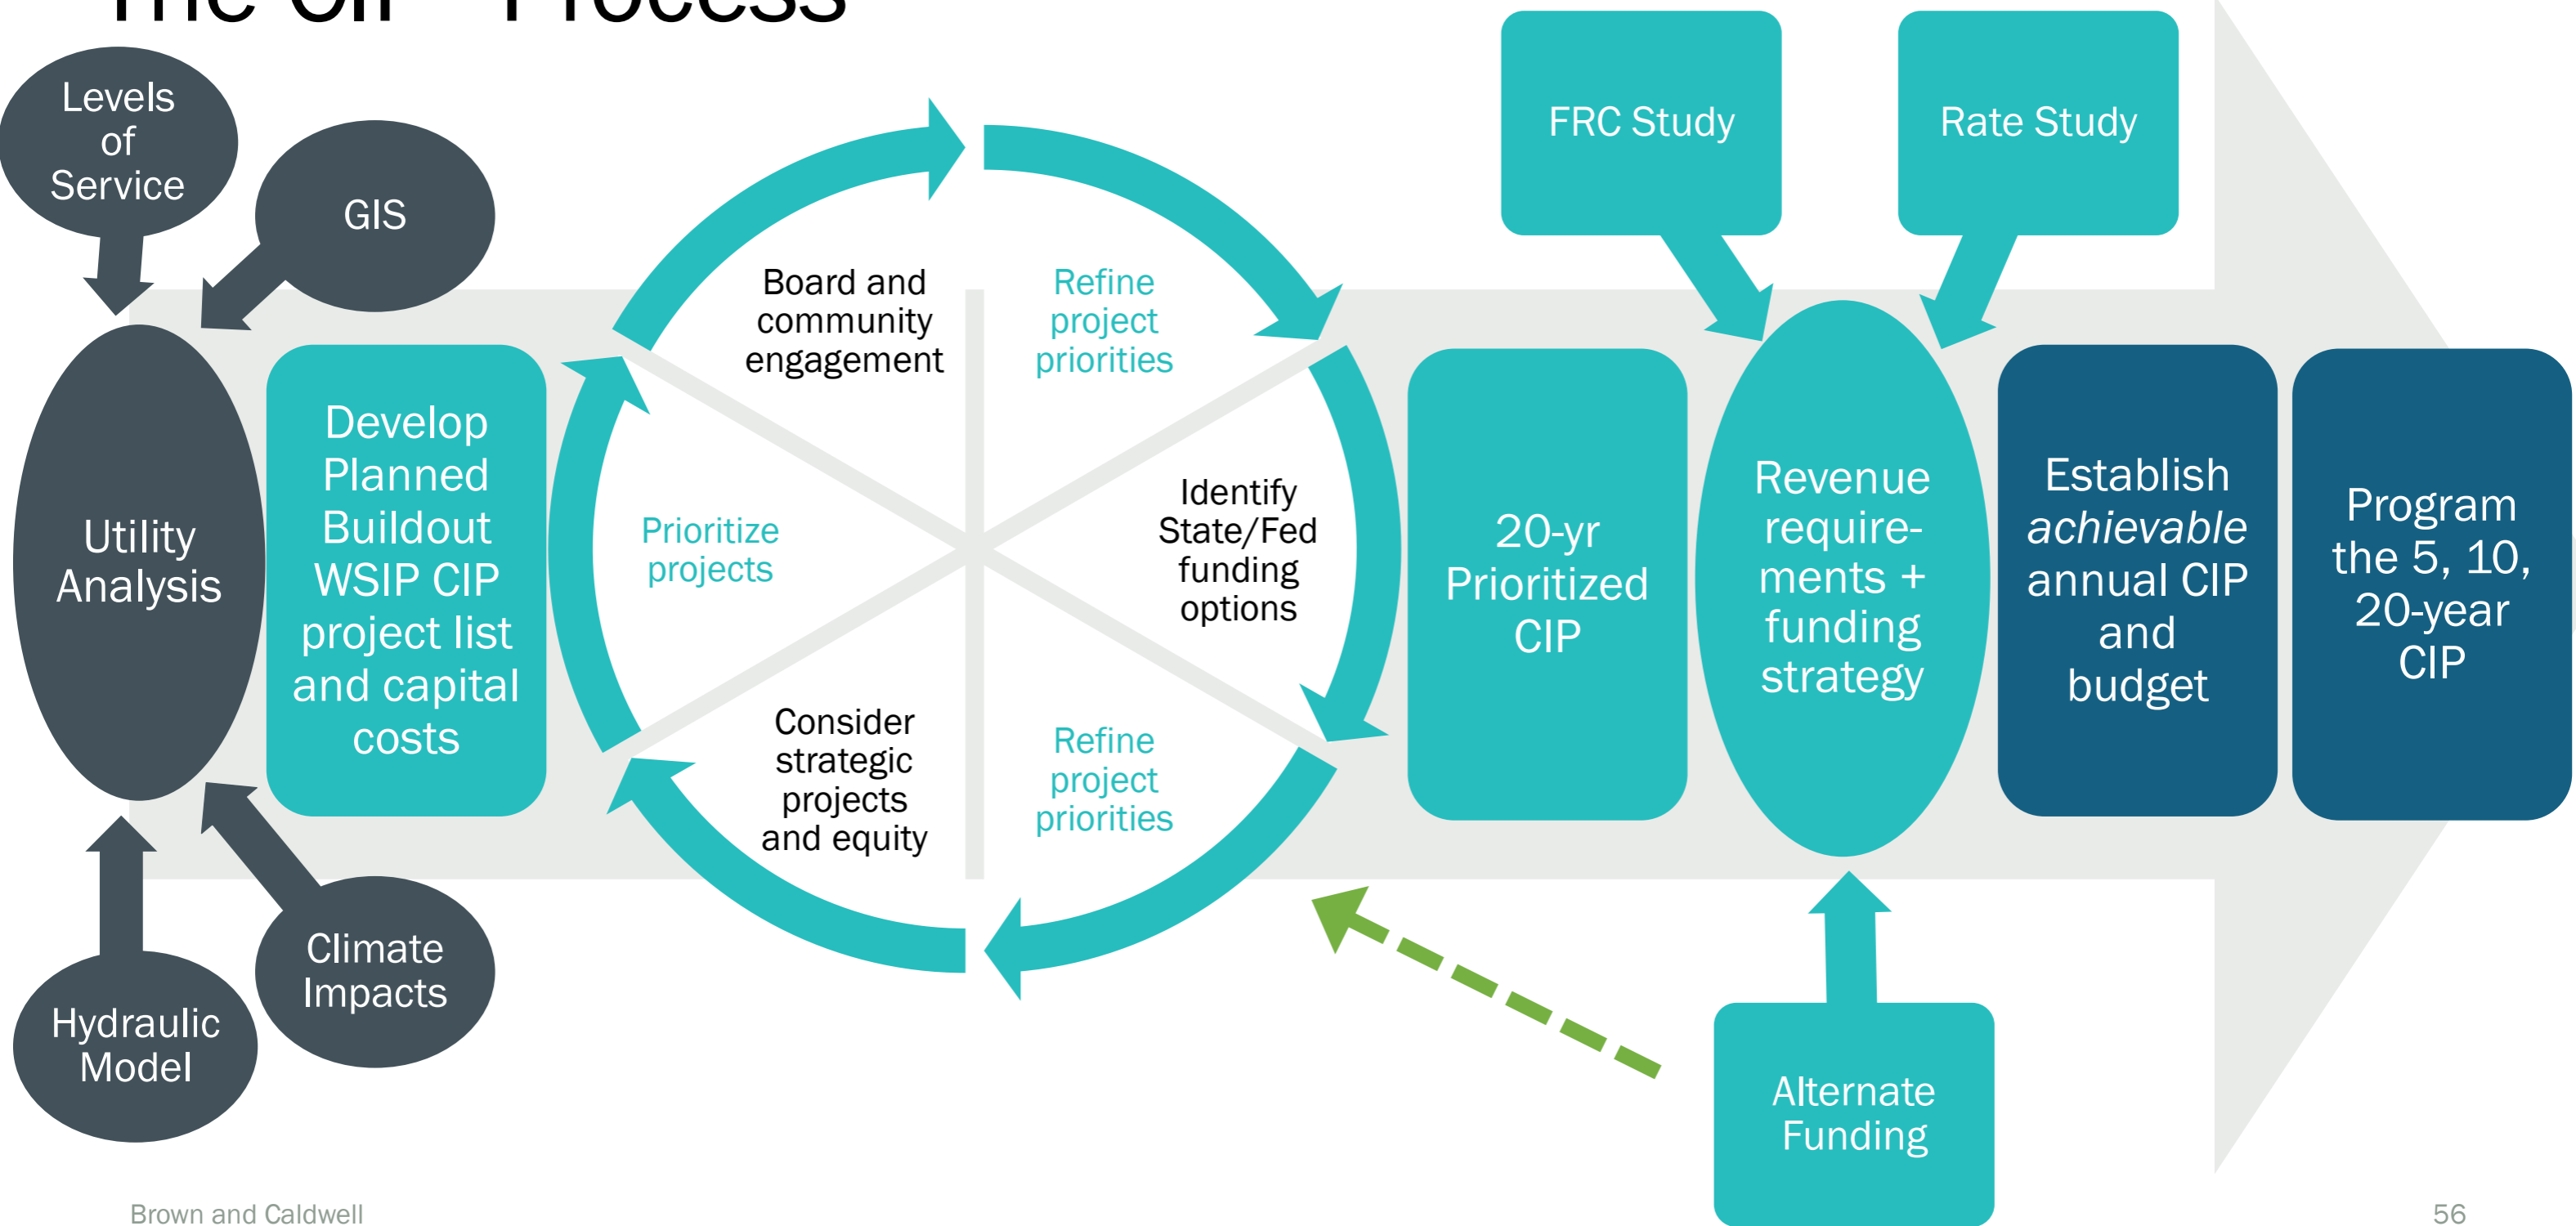 The CIP Process
Levels
of
Service
GIS
Utility
Analysis
Hydraulic
Model
Climate
Impacts
Develop
Planned
Buildout
WSIP CIP
project list
and capital
costs
Board and
community
engagement
Refine
project
priorities
Identify
State/Fed
funding
options
Refine
project
priorities
Consider
strategic
projects
and equity
Prioritize
projects
20-yr
Prioritized
CIP
FRC Study
Rate Study
Revenue
require-
ments +
funding
strategy
Alternate
Funding
Establish
achievable
annual CIP
and
budget
Program
the 5, 10,
20-year
CIP
Brown and Caldwell
56